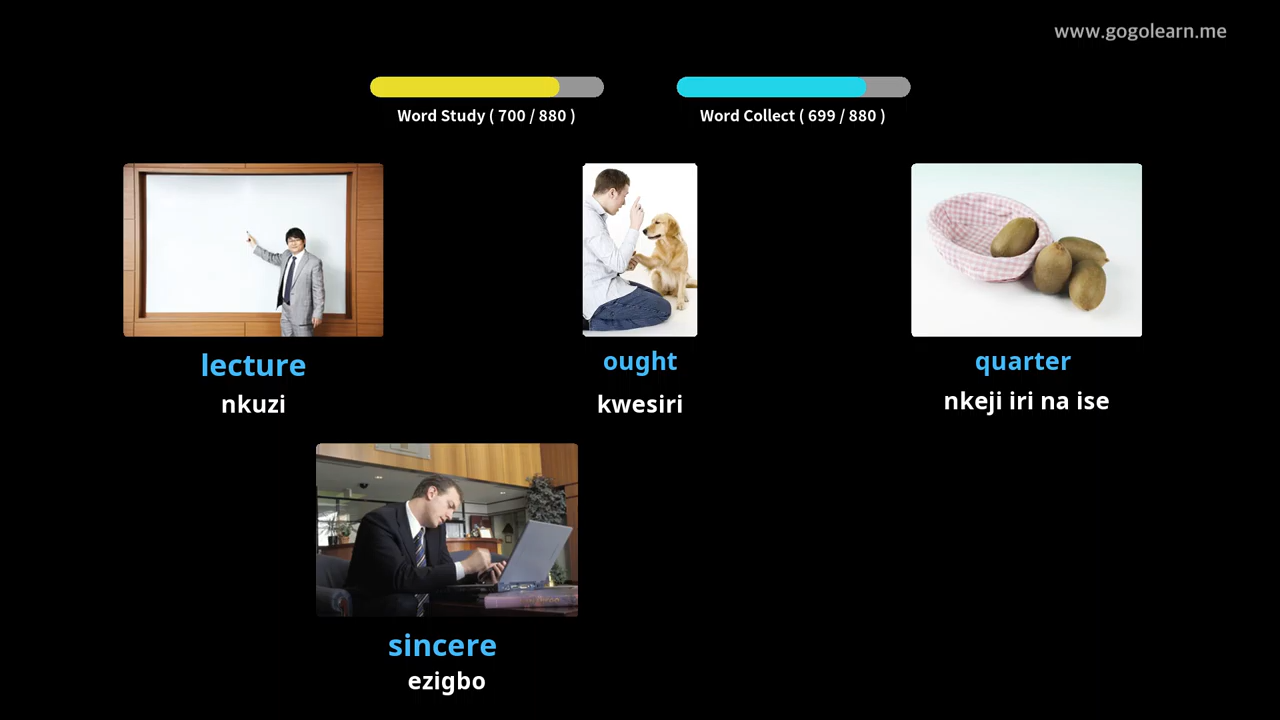 www.gogolearn.me
Word Study ( 700 / 880 )
Word Collect ( 699 / 880 )
lecture
nkuzi
ought
kwesiri
quarter
nkeji iri na ise
sincere
ezigbo